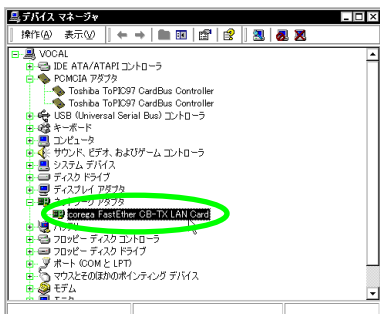 デバイス マネージャ
操作(A) 表示(V)
VOCAL
IDE ATA/ATAPI コントローラ
PCMCIA アダプタ
Toshiba ToPIC97 CardBus Controller
Toshiba ToPIC97 CardBus Controller
USB (Universal Serial Bus) コントローラ
キーボード
コンピュータ
サウンド、ビデオ、およびゲーム コントローラ
システム デバイス
ディスク ドライブ
ディスプレイ アダプタ
ネットワーク アダプタ
corega FastEther CB-TX LAN Card
バッテリ
フロッピー ディスク コントローラ
フロッピー ディスク ドライブ
ポート (COM と LPT)
マウスとそのほかのポインティング デバイス
モデム
モニタ